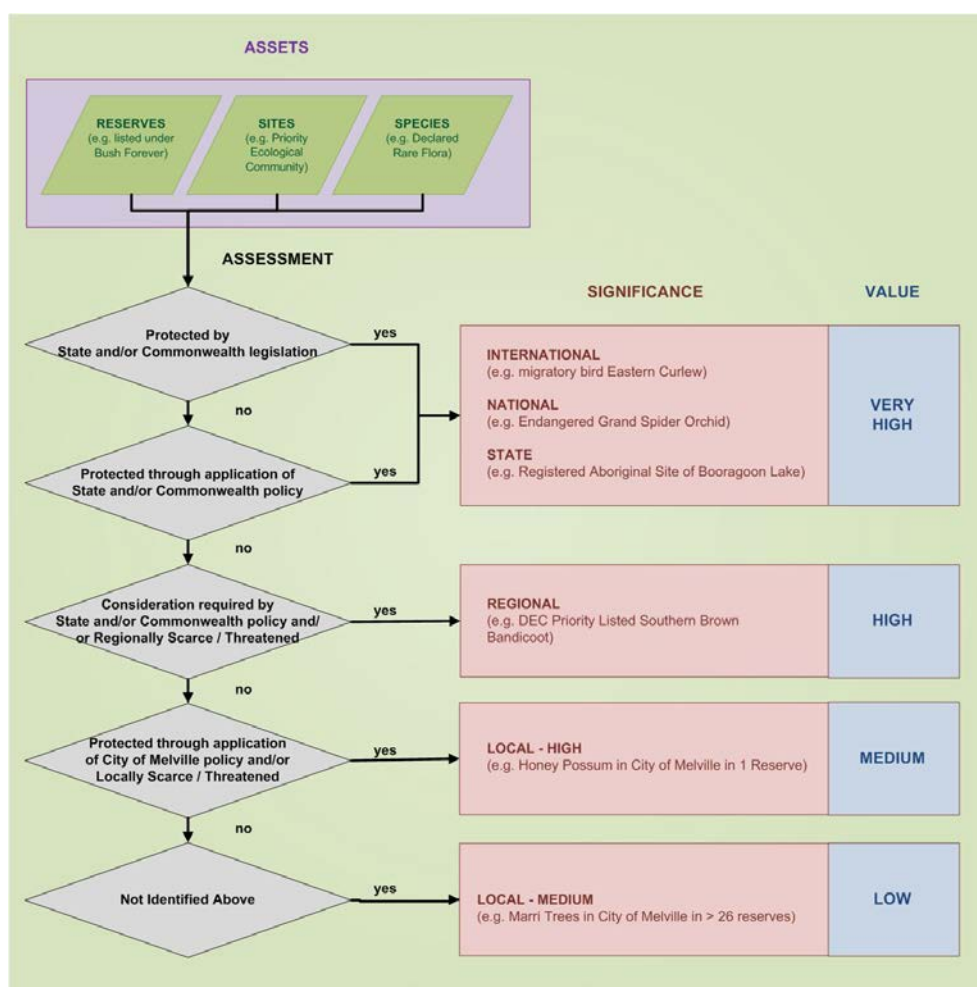 ASSETS
RESERVES
(e.g. listed under
Bush Forever)
SITES
(e.g. Priority
Ecological
Community)
SPECIES
(e.g. Declared
Rare Flora)
ASSESSMENT
SIGNIFICANCE
VALUE
Protected by
State and/or Commonwealth legislation
yes
no
INTERNATIONAL
(e.g. migratory bird Eastern Curlew)
NATIONAL
(e.g. Endangered Grand Spider Orchid)
STATE
(e.g. Registered Aboriginal Site of Booragoon Lake)
VERY
HIGH
Protected through application of
State and/or Commonwealth policy
yes
no
Consideration required by
State and/or Commonwealth policy and/
or Regionally Scarce / Threatened
yes
no
REGIONAL
(e.g. DEC Priority Listed Southern Brown
Bandicoot)
HIGH
Protected through application
of City of Melville policy and/or
Locally Scarce / Threatened
yes
no
LOCAL - HIGH
(e.g. Honey Possum in City of Melville in 1 Reserve)
MEDIUM
Not Identified Above
yes
LOCAL - MEDIUM
(e.g. Marri Trees in City of Melville in > 26 reserves)
LOW